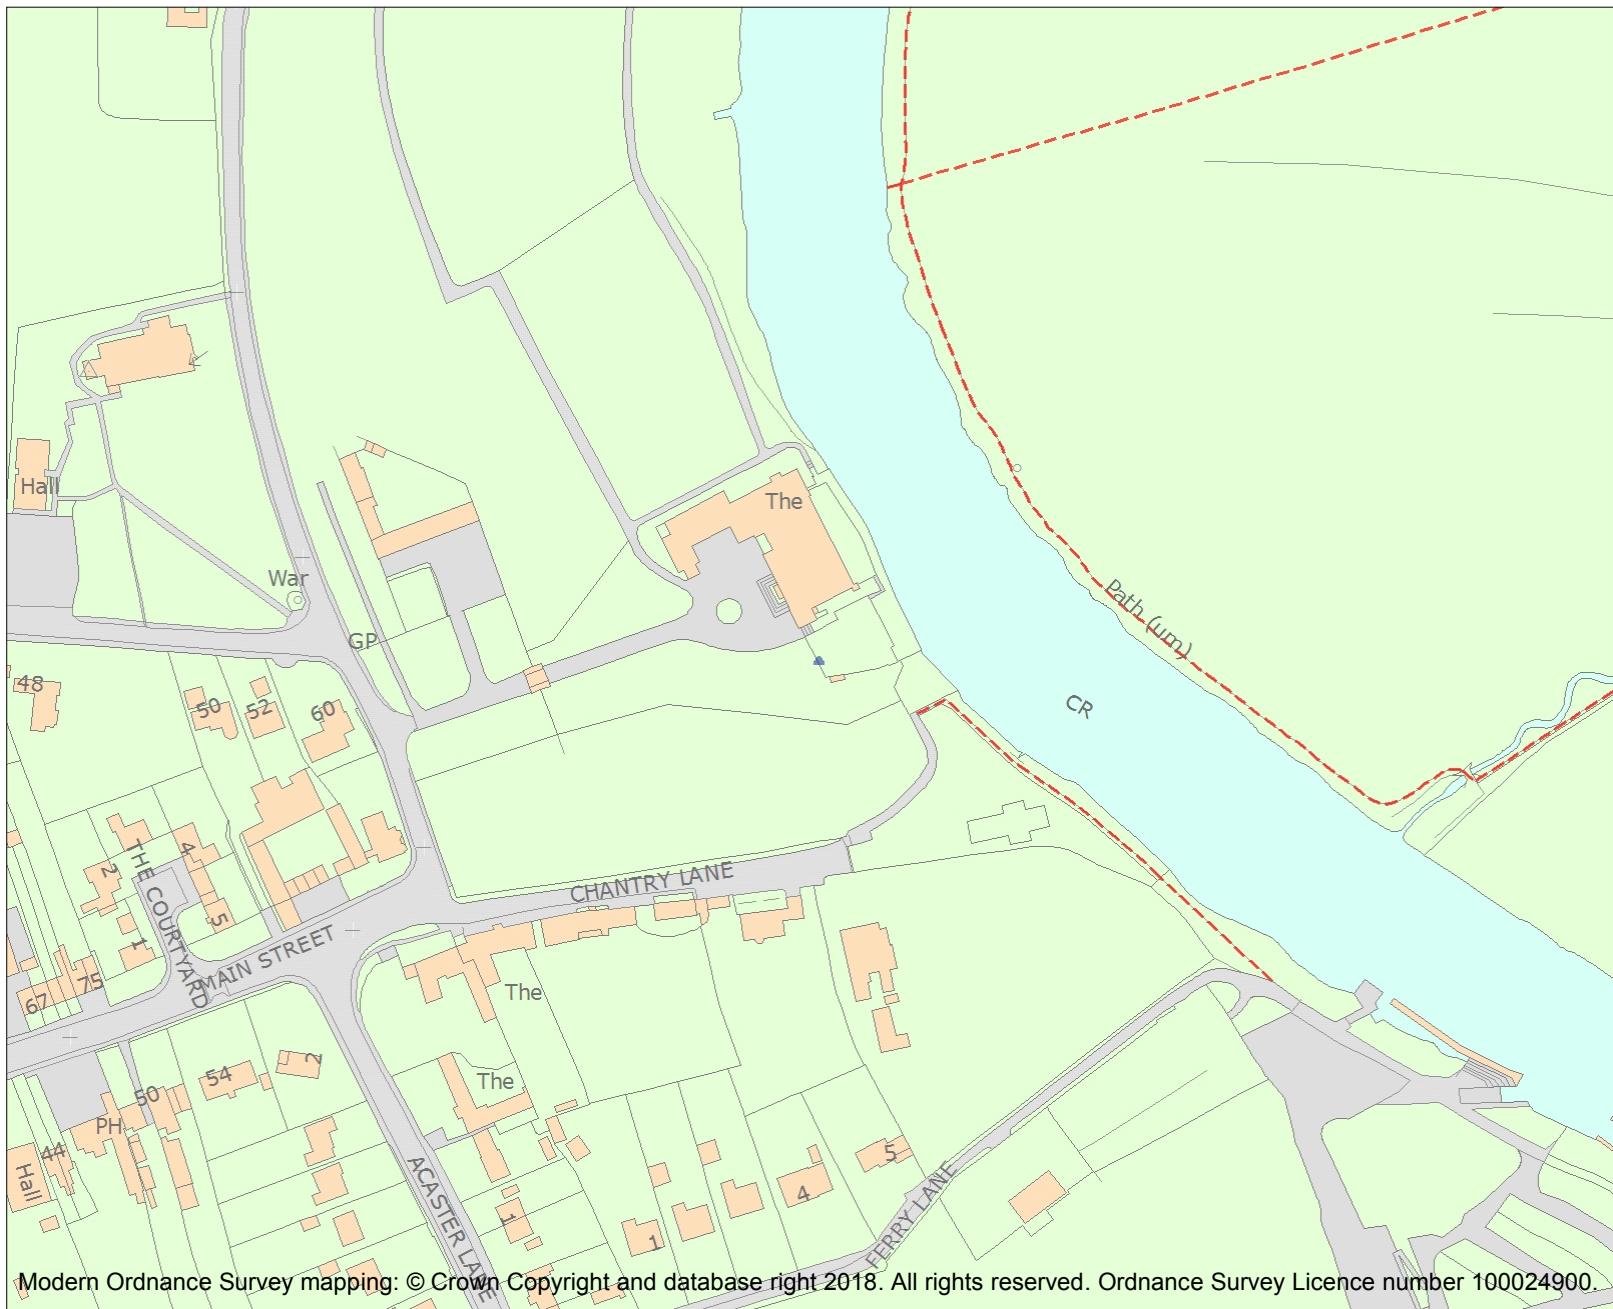 Hall
The
War
GP
Path (um)
CR
48
50
52
60
THE COURTYARD
2
4
5
1
CHANTRY LANE
MAIN STREET
67
75
The
The
2
54
50
PH
44
Hall
ACASTER LANE
1
1
4
5
FERRY LANE
Modern Ordnance Survey mapping: © Crown Copyright and database right 2018. All rights reserved. Ordnance Survey Licence number 100024900.